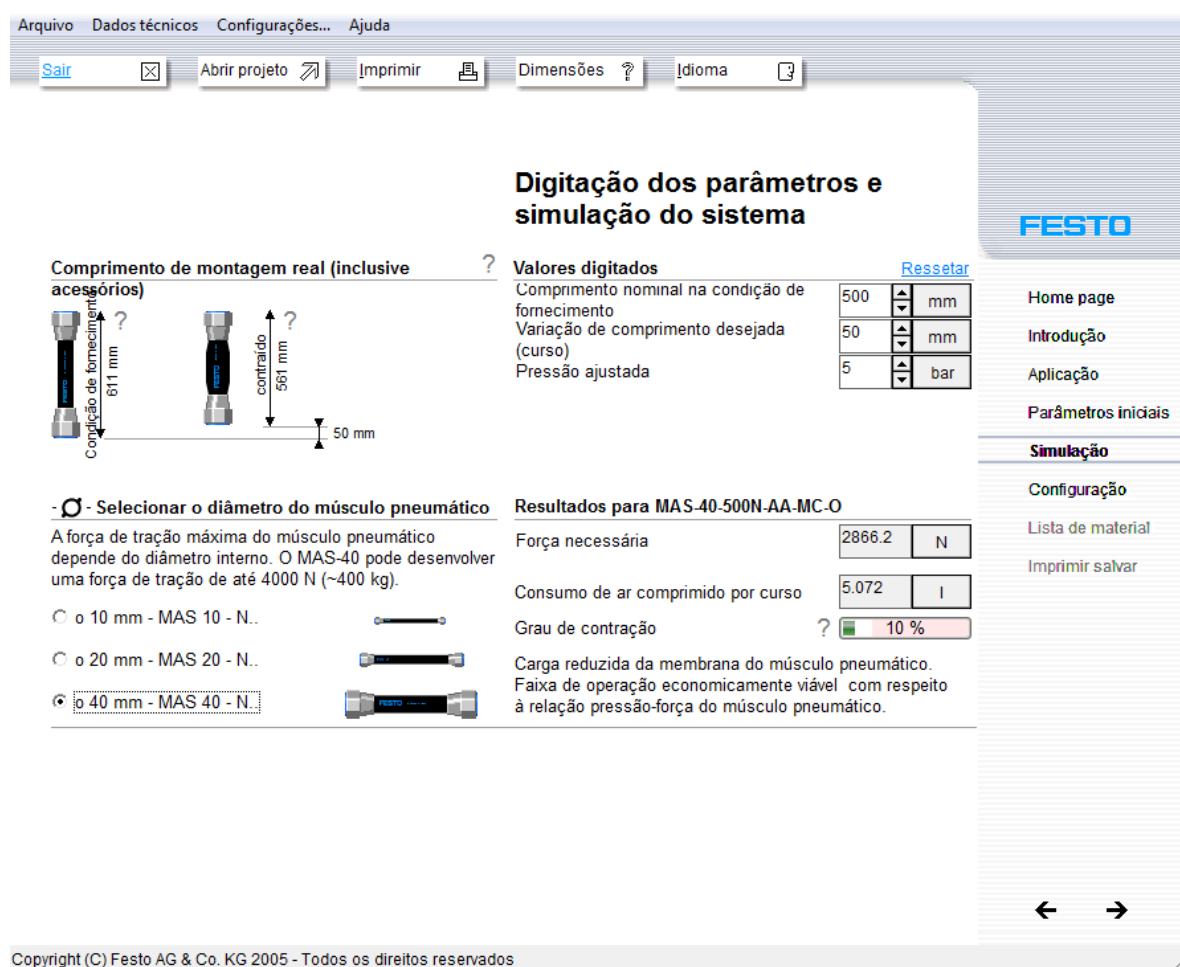 Arquivo Dados técnicos Configurações... Ajuda
Sair Abrir projeto Imprimir Dimensões ? Idioma
Digitação dos parâmetros e
simulação do sistema
FESTO
Comprimento de montagem real (inclusive
acessórios)
?
Condição de fornecimento
611 mm
?
contraído
561 mm
?
50 mm
Valores digitados Ressetar
Comprimento nominal na condição de
fornecimento
500 mm
Variação de comprimento desejada
(curso)
50 mm
Pressão ajustada 5 bar
- Ø - Selecionar o diâmetro do músculo pneumático
A força de tração máxima do músculo pneumático
depende do diâmetro interno. O MAS-40 pode desenvolver
uma força de tração de até 4000 N (~400 kg).
o 10 mm - MAS 10 - N..
o 20 mm - MAS 20 - N..
o 40 mm - MAS 40 - N..
FESTO
Resultados para MAS-40-500N-AA-MC-O
Força necessária 2866.2 N
Consumo de ar comprimido por curso 5.072 l
Grau de contração ? 10 %
Carga reduzida da membrana do músculo pneumático.
Faixa de operação economicamente viável com respeito
à relação pressão-força do músculo pneumático.
Home page
Introdução
Aplicação
Parâmetros iniciais
Simulação
Configuração
Lista de material
Imprimir salvar
Copyright (C) Festo AG & Co. KG 2005 - Todos os direitos reservados